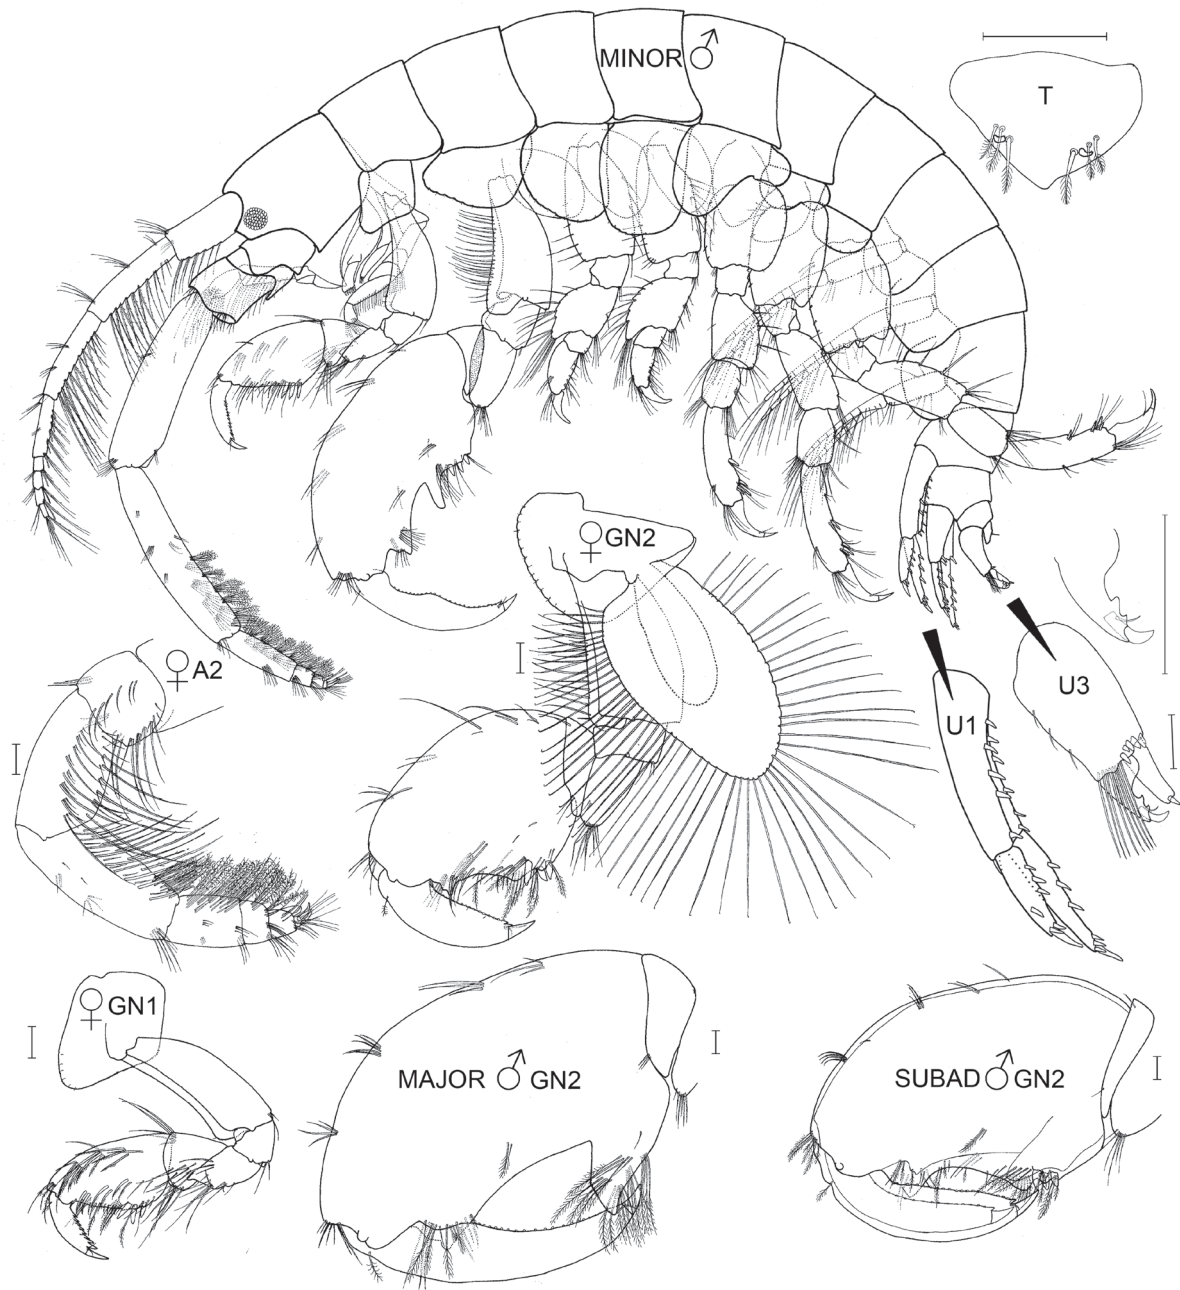 MINOR ♂
T
♀ GN2
♀ A2
U3
U1
♀ GN1
MAJOR ♂ GN2
SUBAD ♂ GN2